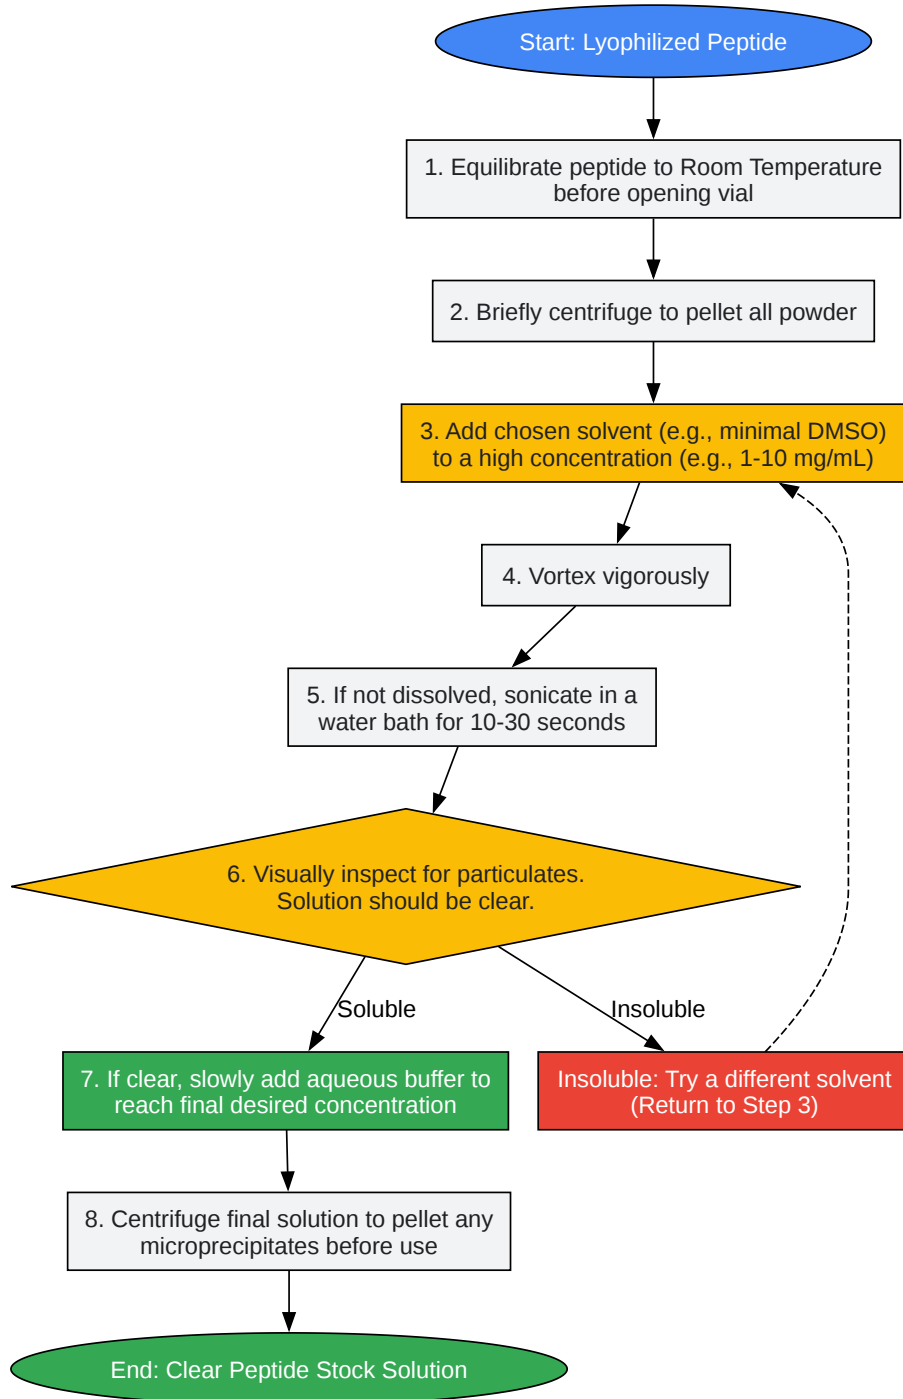 Start: Lyophilized Peptide
1. Equilibrate peptide to Room Temperature
before opening vial
2. Briefly centrifuge to pellet all powder
3. Add chosen solvent (e.g., minimal DMSO)
to a high concentration (e.g., 1-10 mg/mL)
4. Vortex vigorously
5. If not dissolved, sonicate in a
water bath for 10-30 seconds
6. Visually inspect for particulates.
Solution should be clear.
Soluble
Insoluble
7. If clear, slowly add aqueous buffer to
reach final desired concentration
Insoluble: Try a different solvent
(Return to Step 3)
8. Centrifuge final solution to pellet any
microprecipitates before use
End: Clear Peptide Stock Solution